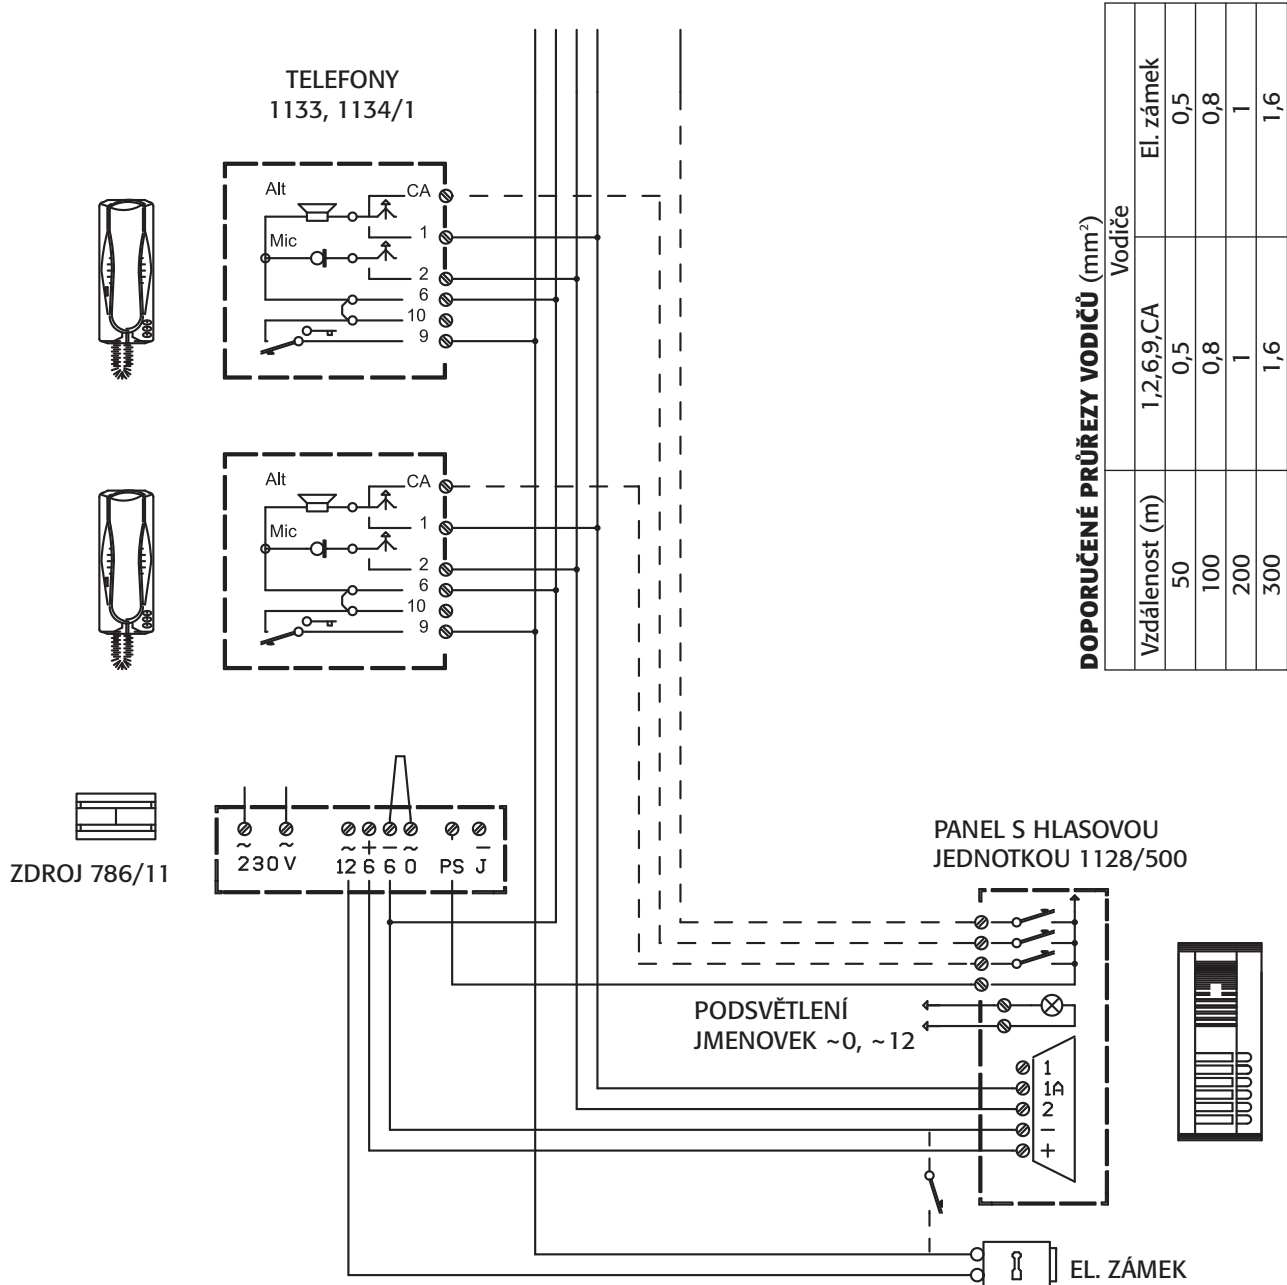 TELEFONY
1133, 1134/1
Alt
CA
1
Mic
2
6
10
9
Alt
CA
1
Mic
2
6
10
9
DOPORUČENÉ PRŮŘEZY VODIČŮ (mm²)
Vodiče
Vzdálenost (m) 1,2,6,9,CA El. zámek
50 0,5 0,5
100 0,8 0,8
200 1 1
300 1,6 1,6
ZDROJ 786/11
~ ~ ~ + − ~ −
230 V 12 6 6 0 PS J
PANEL S HLASOVOU
JEDNOTKOU 1128/500
PODSVĚTLENÍ
JMENOVEK ~0, ~12
1
1A
2
−
+
EL. ZÁMEK